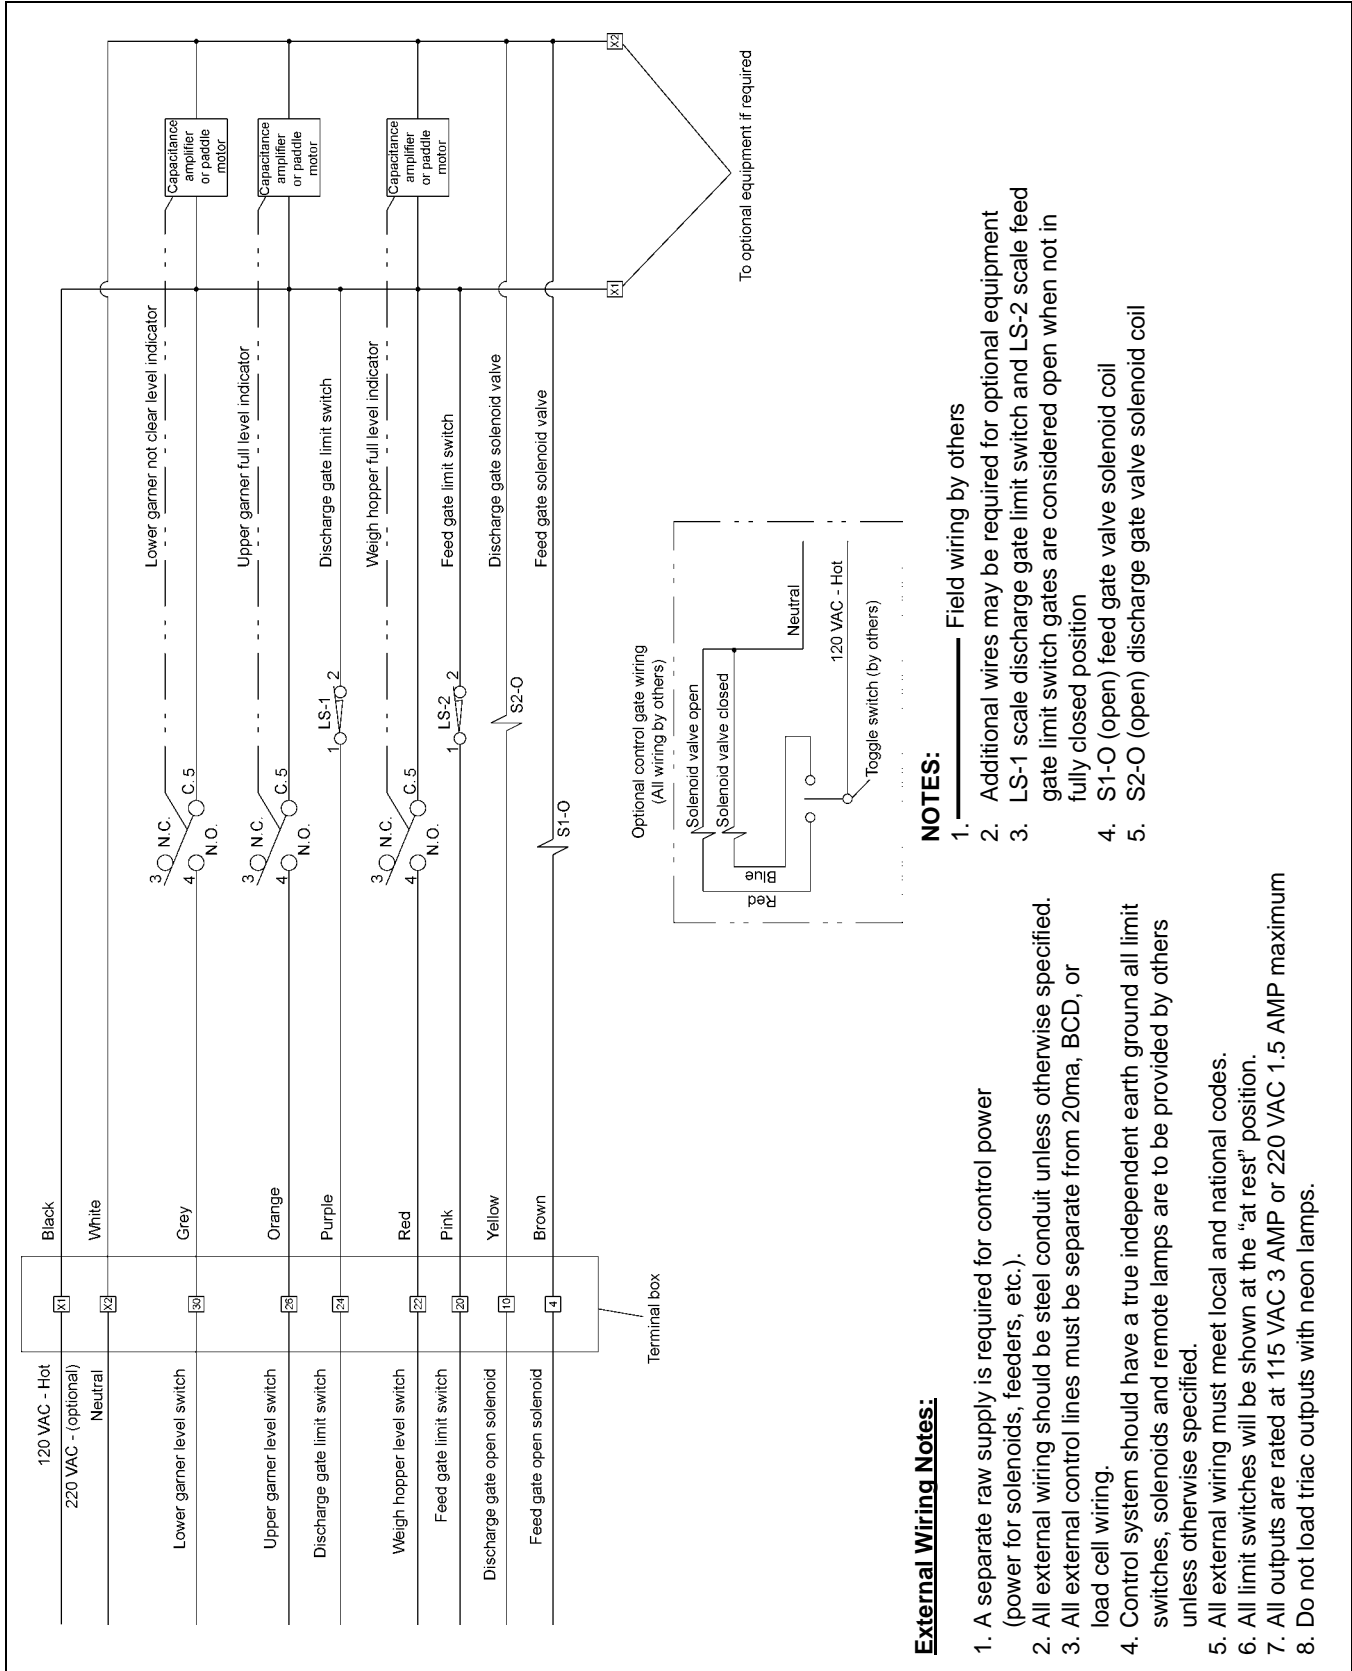 120 VAC - Hot
220 VAC - (optional)
Neutral
Lower garner level switch
Upper garner level switch
Discharge gate limit switch
Weigh hopper level switch
Feed gate limit switch
Discharge gate open solenoid
Feed gate open solenoid
X1
X2
30
26
24
22
20
10
4
Terminal box
Black
White
Grey
Orange
Purple
Red
Pink
Yellow
Brown
3
N.C.
4
N.O.
C. 5
3
N.C.
4
N.O.
C. 5
1
LS-1
2
3
N.C.
4
N.O.
C. 5
1
LS-2
2
S2-O
S1-O
Lower garner not clear level indicator
Upper garner full level indicator
Discharge gate limit switch
Weigh hopper full level indicator
Feed gate limit switch
Discharge gate solenoid valve
Feed gate solenoid valve
Capacitance
amplifier
or paddle
motor
Capacitance
amplifier
or paddle
motor
Capacitance
amplifier
or paddle
motor
X1
X2
To optional equipment if required
Optional control gate wiring
(All wiring by others)
Solenoid valve open
Solenoid valve closed
Red
Blue
Neutral
120 VAC - Hot
Toggle switch (by others)
External Wiring Notes:
1. A separate raw supply is required for control power
(power for solenoids, feeders, etc.).
2. All external wiring should be steel conduit unless otherwise specified.
3. All external control lines must be separate from 20ma, BCD, or
load cell wiring.
4. Control system should have a true independent earth ground all limit
switches, solenoids and remote lamps are to be provided by others
unless otherwise specified.
5. All external wiring must meet local and national codes.
6. All limit switches will be shown at the “at rest” position.
7. All outputs are rated at 115 VAC 3 AMP or 220 VAC 1.5 AMP maximum
8. Do not load triac outputs with neon lamps.
NOTES:
1. Field wiring by others
2. Additional wires may be required for optional equipment
3. LS-1 scale discharge gate limit switch and LS-2 scale feed
gate limit switch gates are considered open when not in
fully closed position
4. S1-O (open) feed gate valve solenoid coil
5. S2-O (open) discharge gate valve solenoid coil